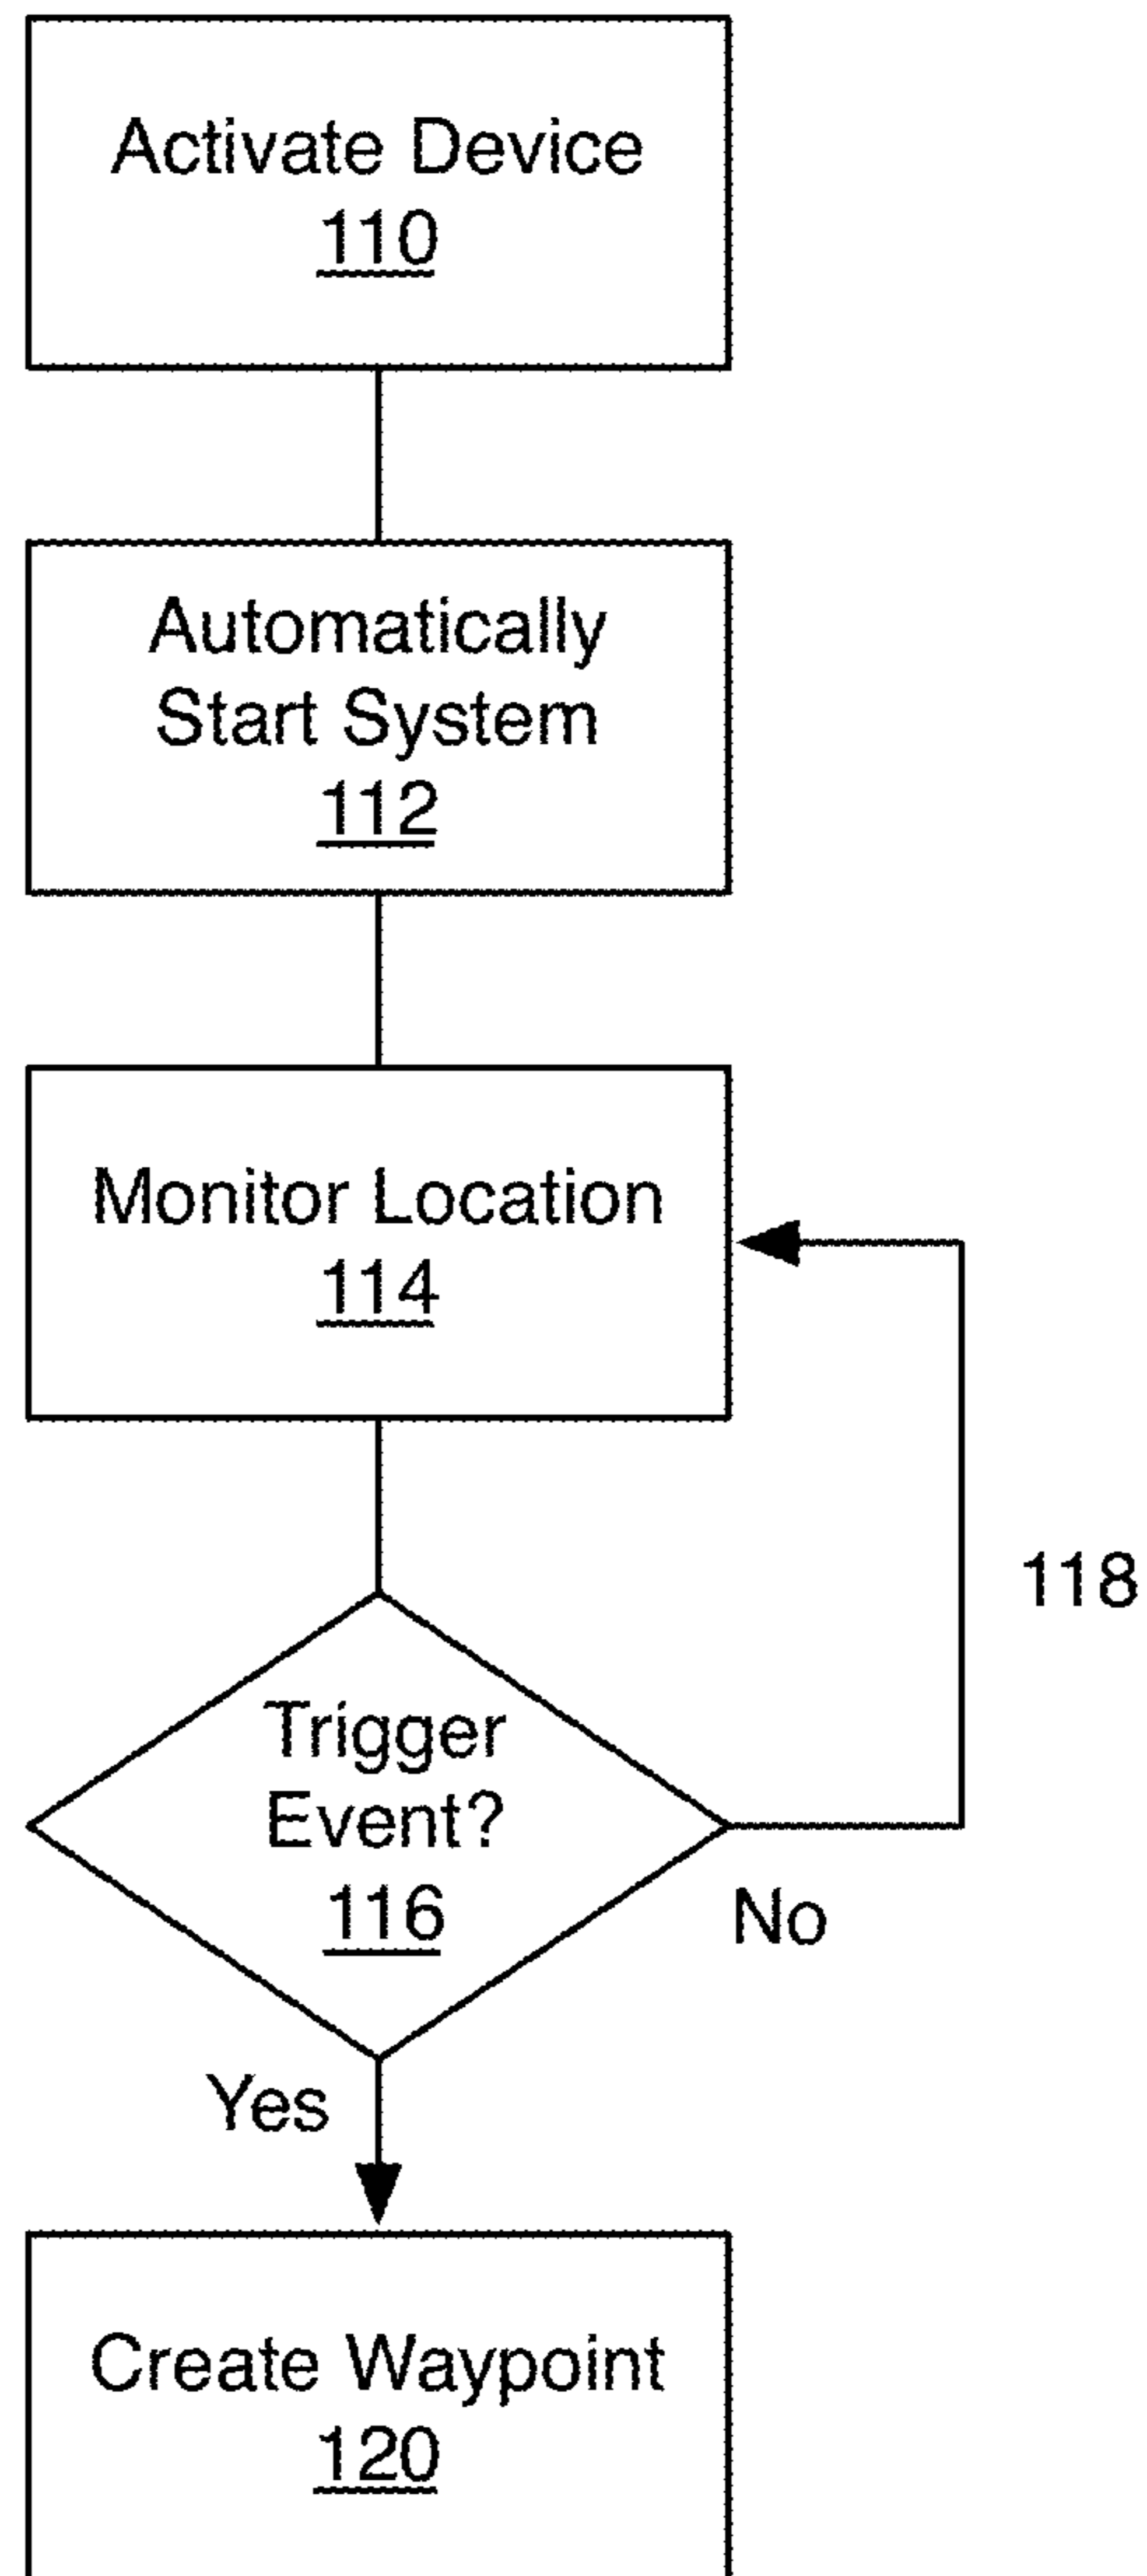 Activate Device
110
Automatically
Start System
112
Monitor Location
114
118
Trigger
Event?
116
No
Yes
Create Waypoint
120